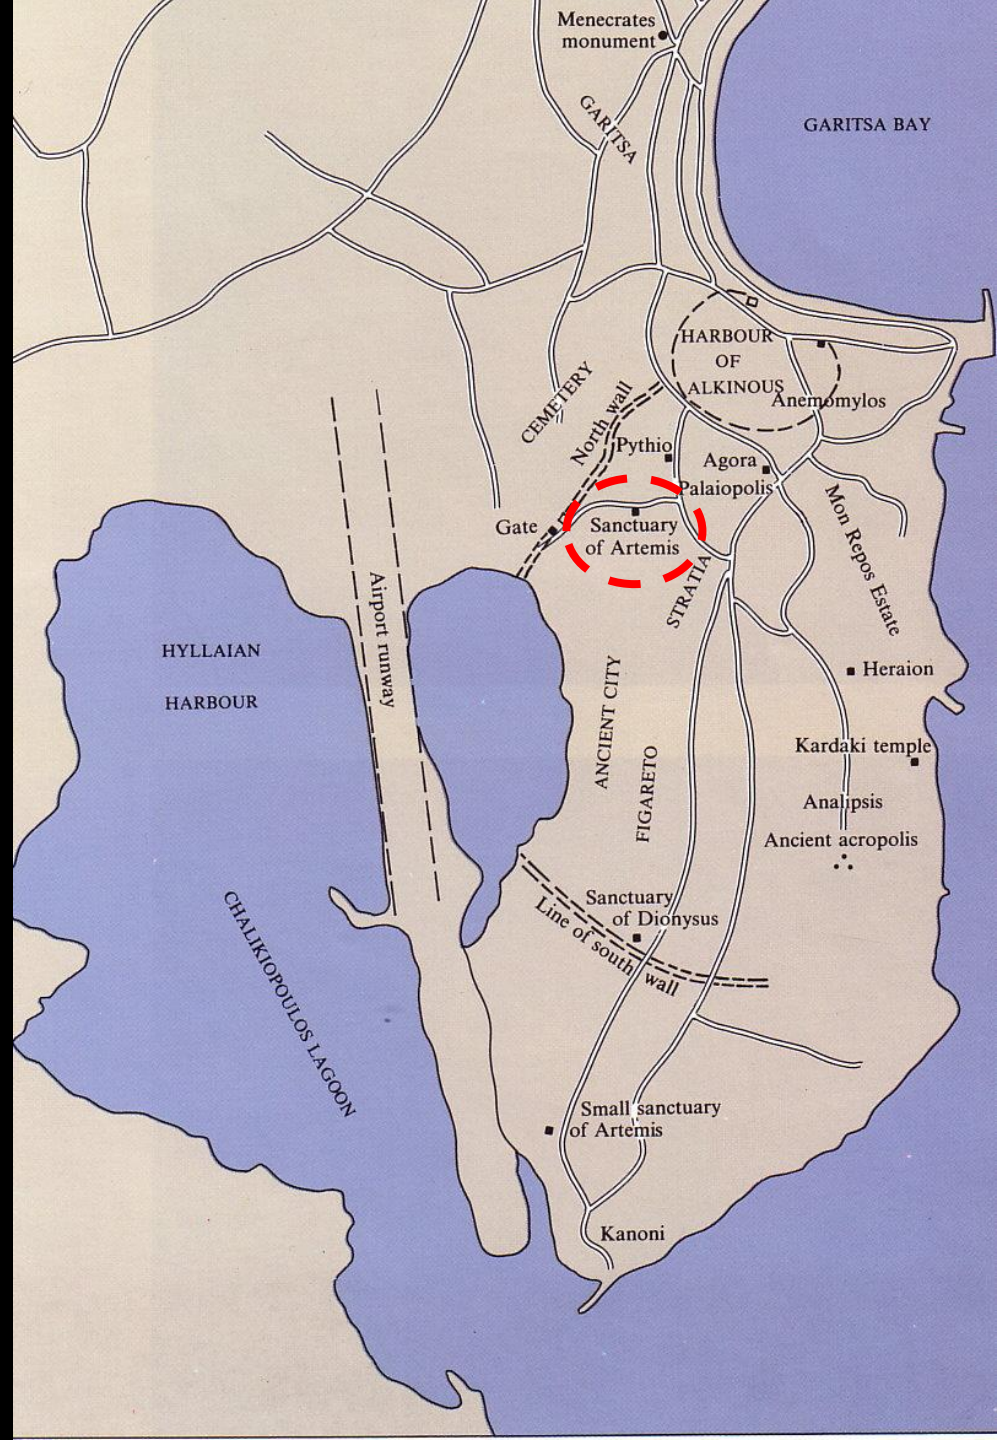 Menecrates
monument
GARITSA
GARITSA BAY
HARBOUR
OF
ALKINOUS
Anemomylos
CEMETERY
North wall
Pythio
Agora
Palaiopolis
Gate
Sanctuary
of Artemis
Mon Repos Estate
STRATIA
Airport runway
HYLLAIAN
HARBOUR
ANCIENT CITY
FIGARETO
Heraion
Kardaki temple
Analipsis
Ancient acropolis
Sanctuary
of Dionysus
Line of south wall
CHALIKIOPOULOS LAGOON
Small sanctuary
of Artemis
Kanoni